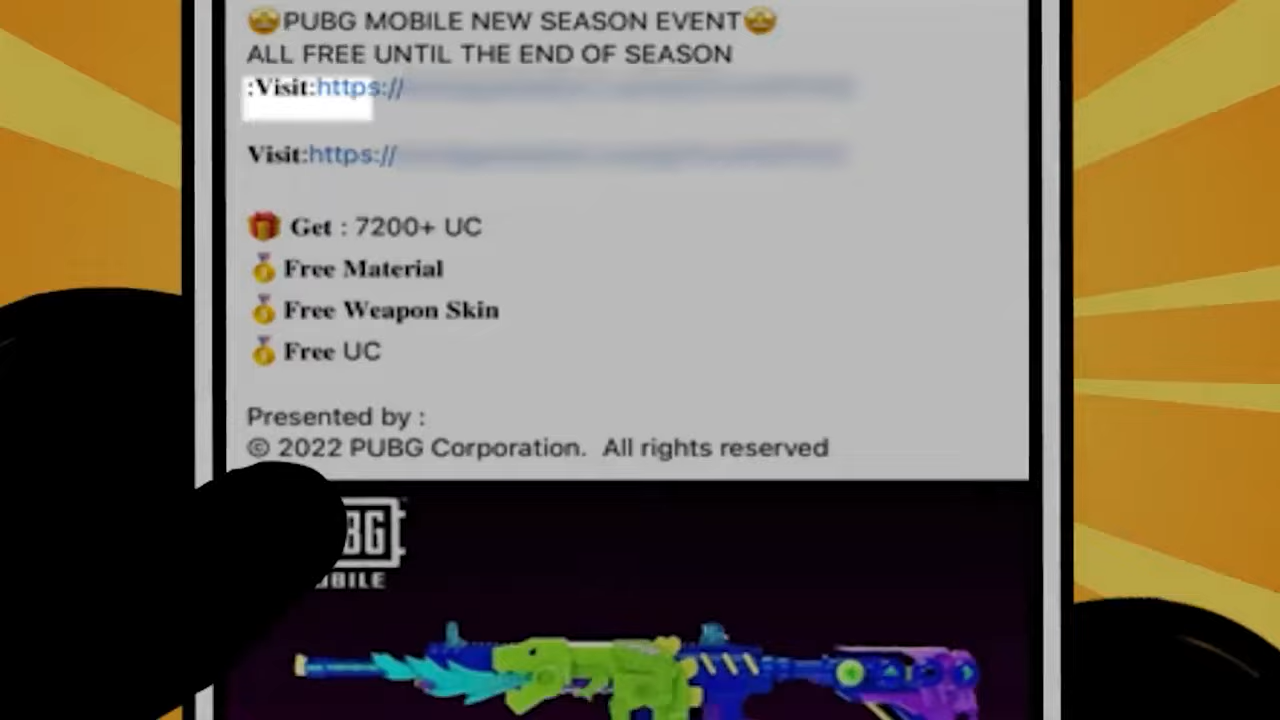 🤩PUBG MOBILE NEW SEASON EVENT🤩
ALL FREE UNTIL THE END OF SEASON
:Visit:https://
Visit:https://
🎁 Get : 7200+ UC
🏅 Free Material
🏅 Free Weapon Skin
🏅 Free UC
Presented by :
© 2022 PUBG Corporation. All rights reserved
BG
OBILE